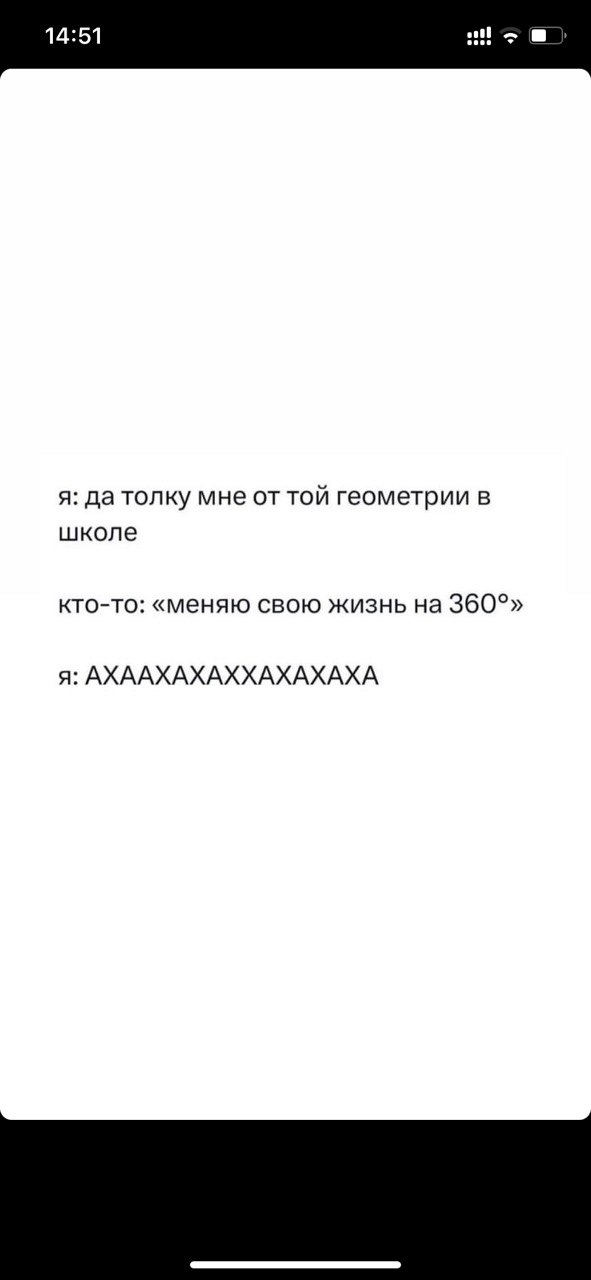 14:51
я: да толку мне от той геометрии в
школе
кто-то: «меняю свою жизнь на 360°»
я: АХААХАХАХХАХАХАХА